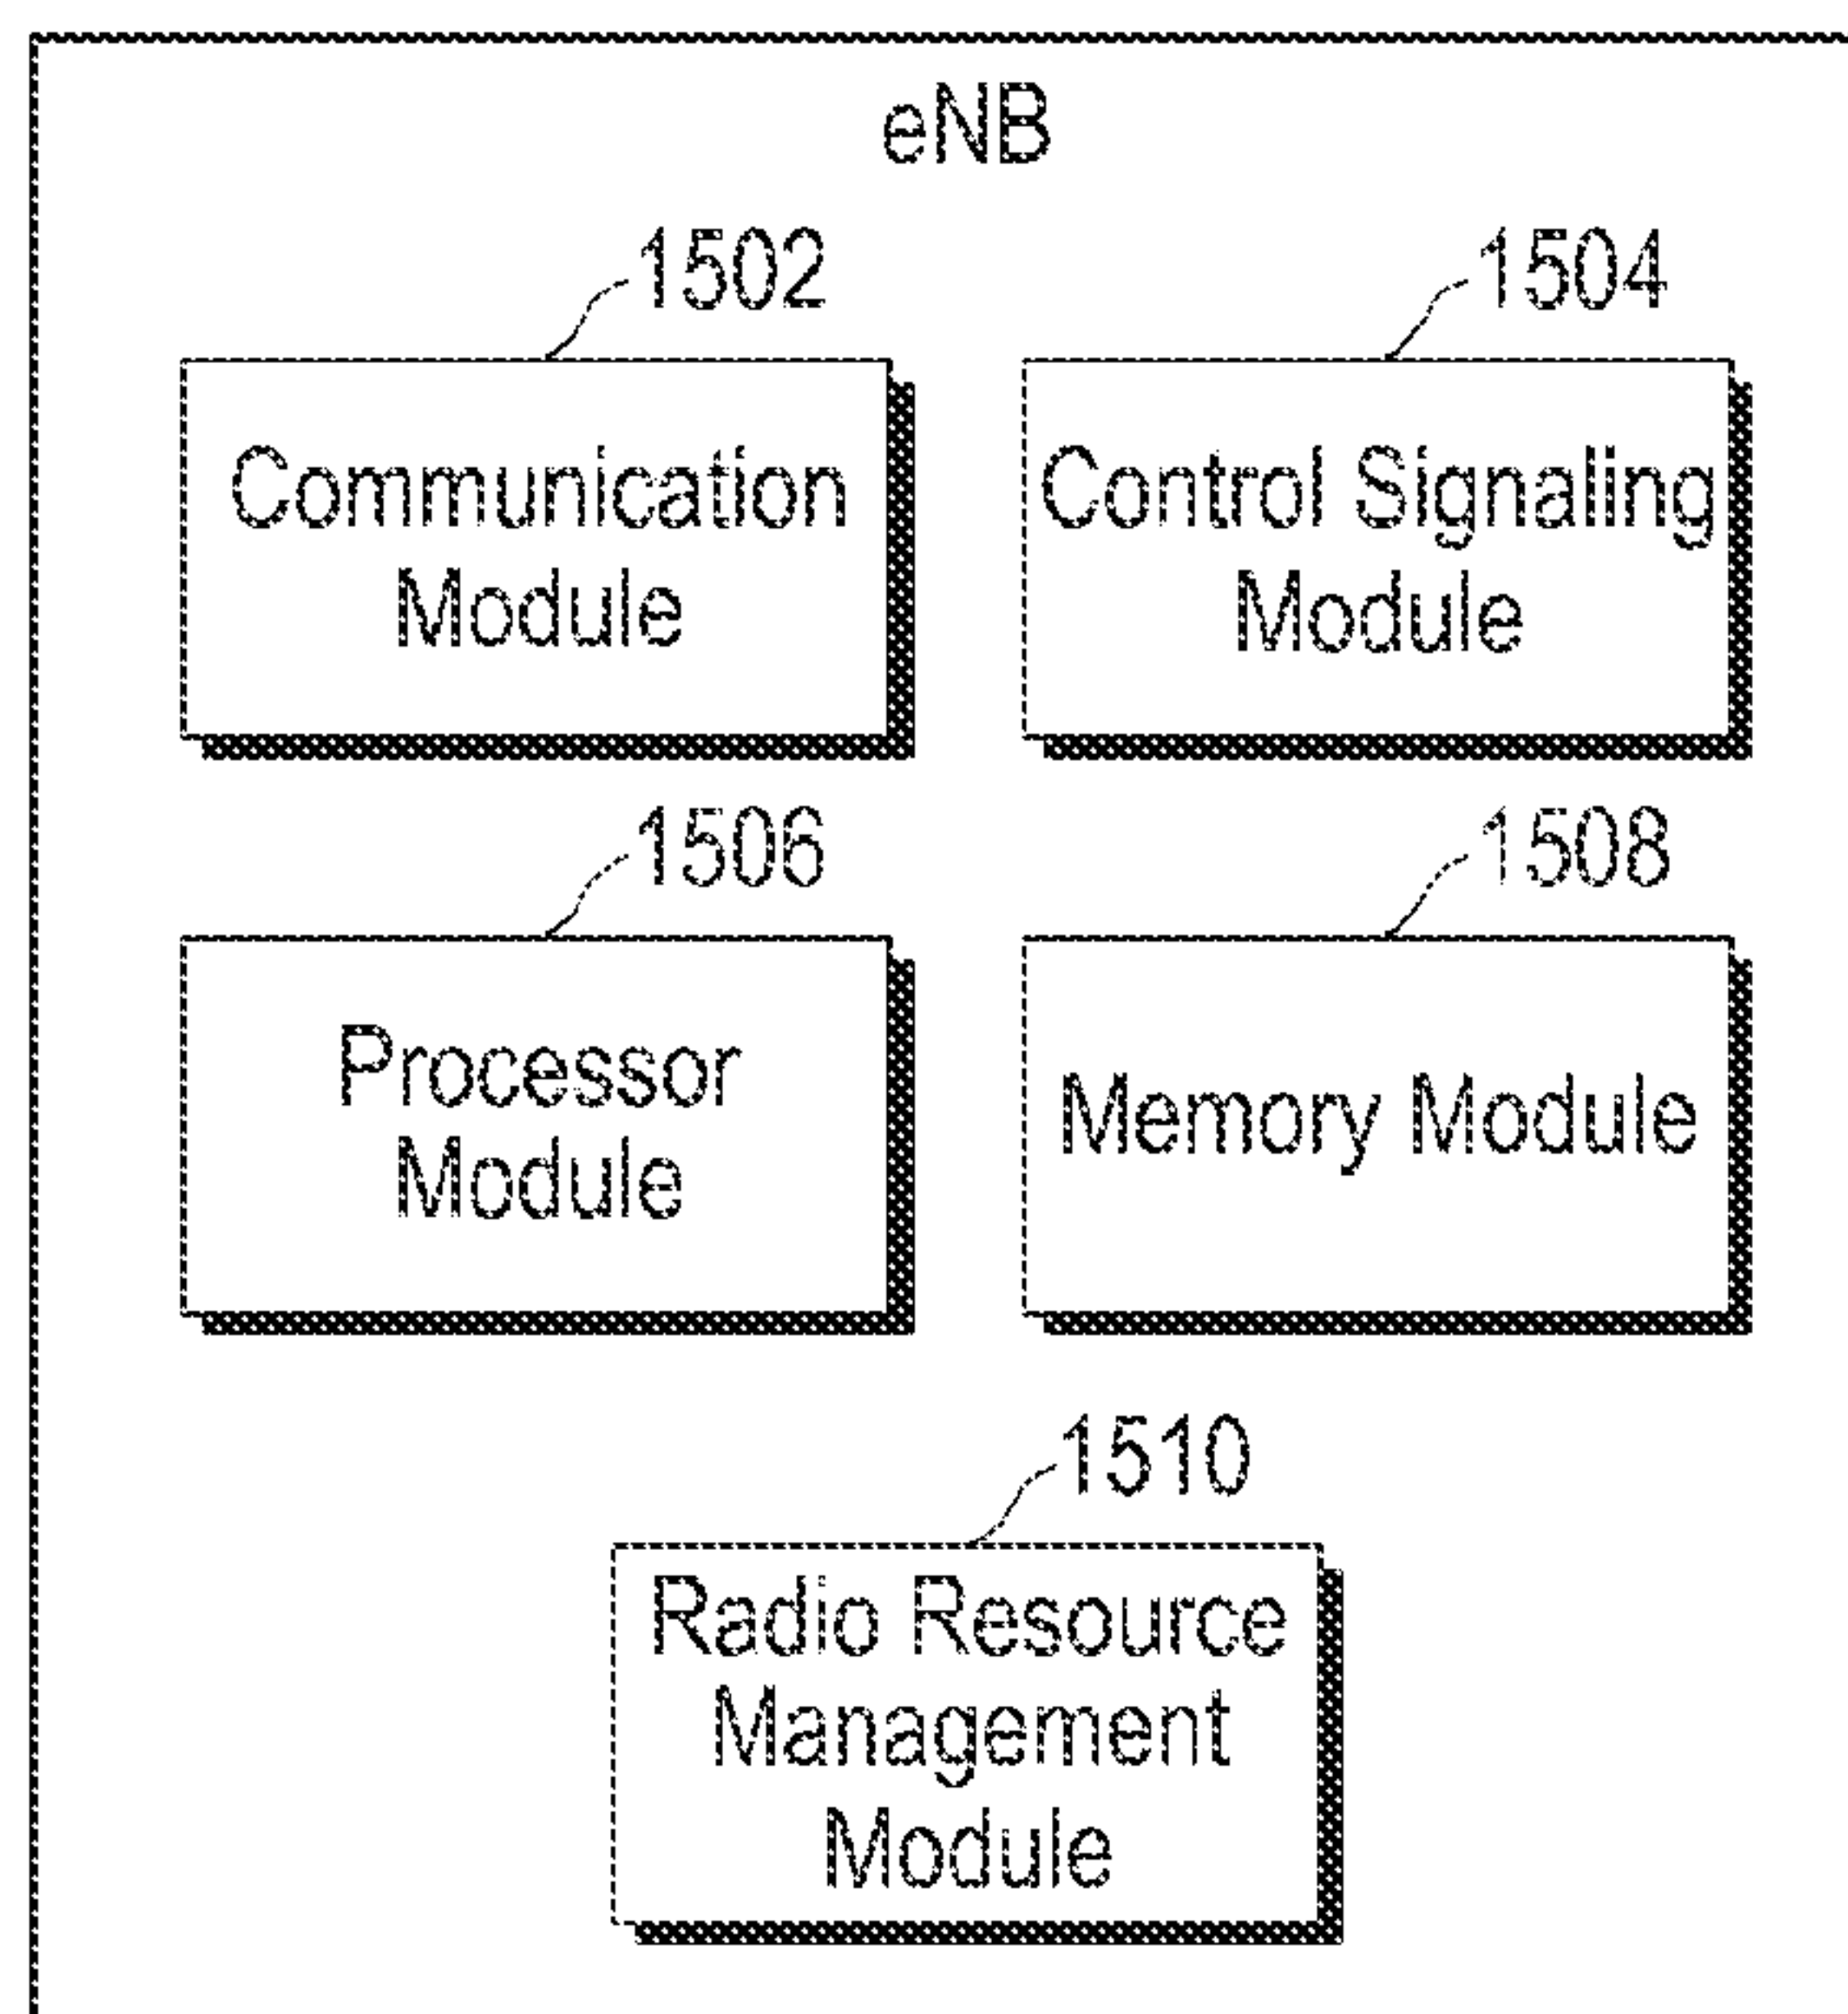 eNB
1502
1504
Communication
Module
Control Signaling
Module
1506
1508
Processor
Module
Memory Module
1510
Radio Resource
Management
Module